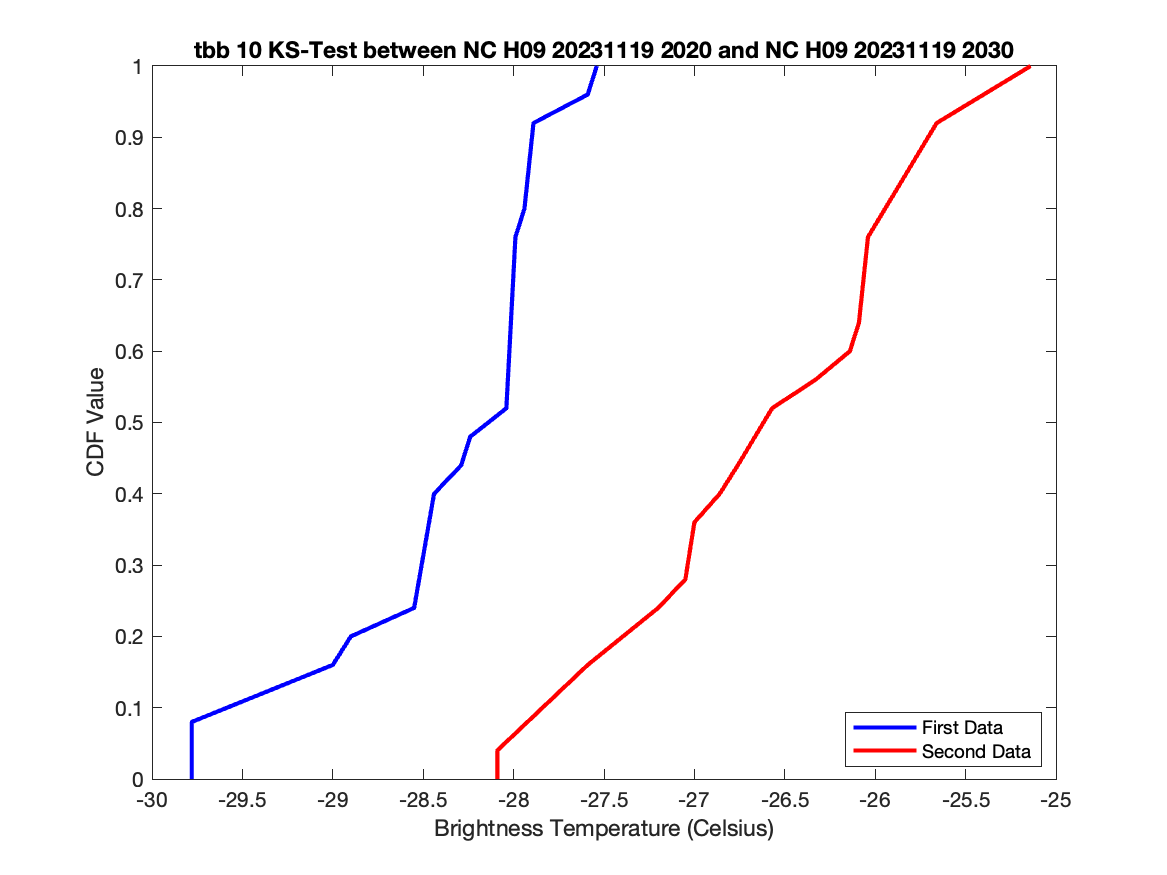 tbb 10 KS-Test between NC H09 20231119 2020 and NC H09 20231119 2030
1
0.9
0.8
0.7
0.6
0.5
0.4
0.3
0.2
0.1
0
CDF Value
First Data
Second Data
-30 -29.5 -29 -28.5 -28 -27.5 -27 -26.5 -26 -25.5 -25
Brightness Temperature (Celsius)